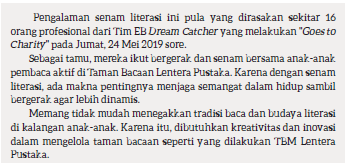 Pengalaman senam literasi ini pula yang dirasakan sekitar 16
orang profesional dari Tim EB Dream Catcher yang melakukan "Goes to
Charity" pada Jumat, 24 Mei 2019 sore.
Sebagai tamu, mereka ikut bergerak dan senam bersama anak-anak
pembaca aktif di Taman Bacaan Lentera Pustaka. Karena dengan senam
literasi, ada makna pentingnya menjaga semangat dalam hidup sambil
bergerak agar lebih dinamis.
Memang tidak mudah menegakkan tradisi baca dan budaya literasi
di kalangan anak-anak. Karena itu, dibutuhkan kreativitas dan inovasi
dalam mengelola taman bacaan seperti yang dilakukan TBM Lentera
Pustaka.